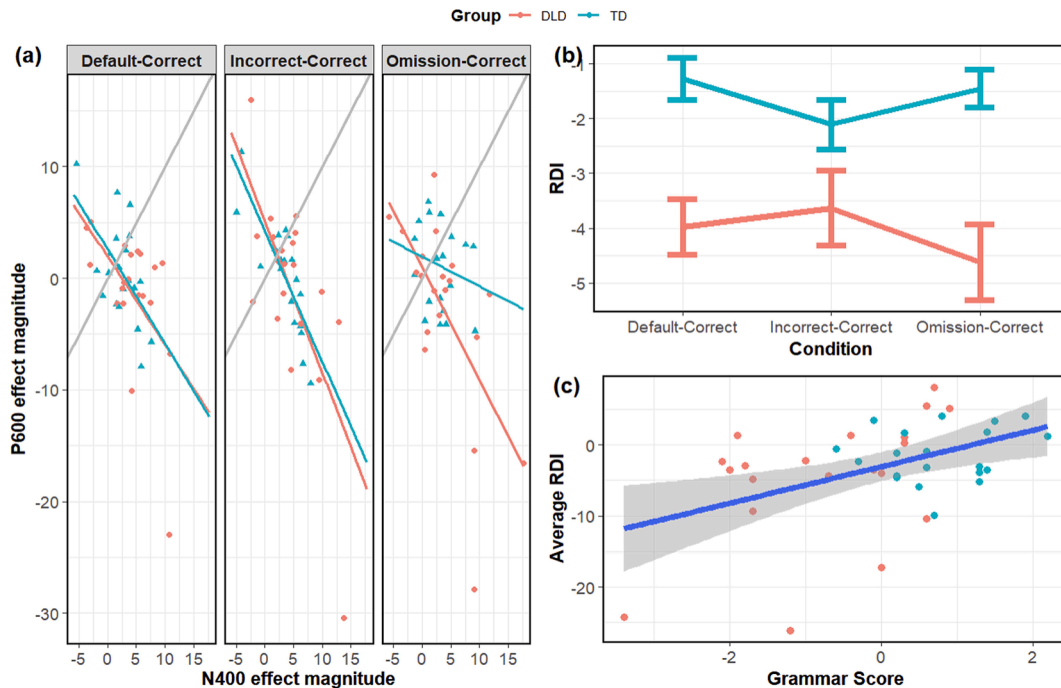 Group DLD TD
(a)
Default-Correct Incorrect-Correct Omission-Correct
P600 effect magnitude
10
0
-10
-20
-30
-5 0 5 10 15 -5 0 5 10 15 -5 0 5 10 15
N400 effect magnitude
(b)
RDI
-1
-2
-3
-4
-5
Default-Correct Incorrect-Correct Omission-Correct
Condition
(c)
Average RDI
0
-10
-20
-2 0 2
Grammar Score